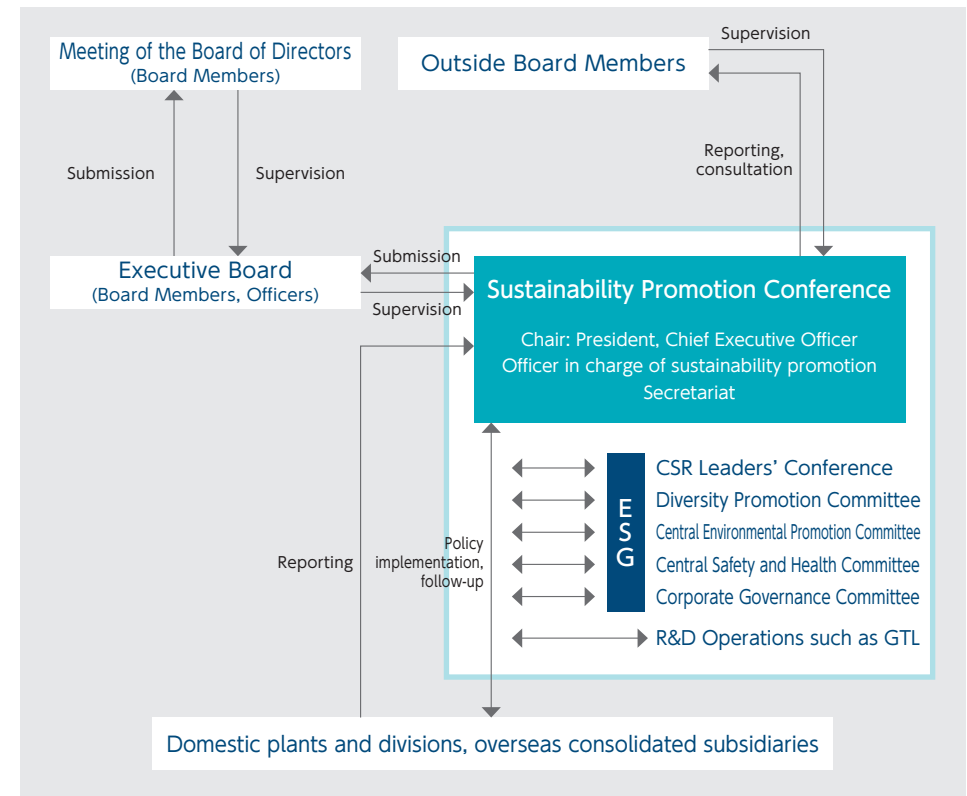 Meeting of the Board of Directors
(Board Members)
Outside Board Members
Supervision
Submission
Supervision
Reporting,
consultation
Executive Board
(Board Members, Officers)
Submission
Supervision
Sustainability Promotion Conference
Chair: President, Chief Executive Officer
Officer in charge of sustainability promotion
Secretariat
Reporting
Policy
implementation,
follow-up
E
S
G
CSR Leaders’ Conference
Diversity Promotion Committee
Central Environmental Promotion Committee
Central Safety and Health Committee
Corporate Governance Committee
R&D Operations such as GTL
Domestic plants and divisions, overseas consolidated subsidiaries